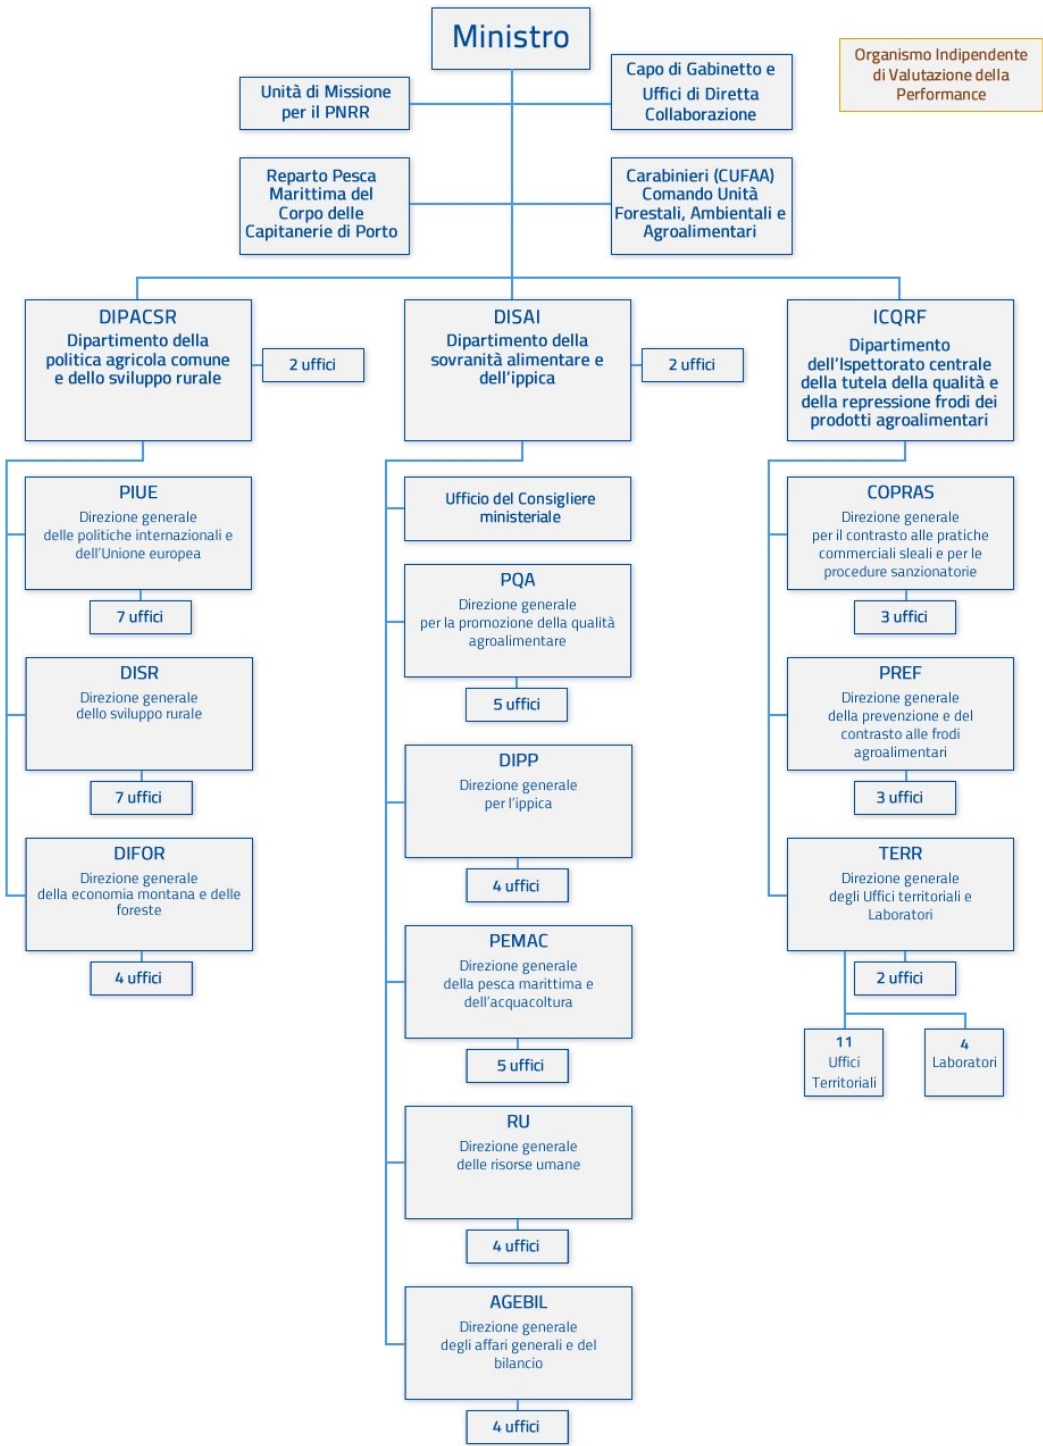 Ministro
Organismo Indipendente
di Valutazione della
Performance
Unità di Missione
per il PNRR
Capo di Gabinetto e
Uffici di Diretta
Collaborazione
Reparto Pesca
Marittima del
Corpo delle
Capitanerie di Porto
Carabinieri (CUFAA)
Comando Unità
Forestali, Ambientali e
Agroalimentari
DIPACSR
Dipartimento della
politica agricola comune
e dello sviluppo rurale
2 uffici
PIUE
Direzione generale
delle politiche internazionali e
dell'Unione europea
7 uffici
DISR
Direzione generale
dello sviluppo rurale
7 uffici
DIFOR
Direzione generale
della economia montana e delle
foreste
4 uffici
DISAI
Dipartimento della
sovranità alimentare e
dell'ippica
2 uffici
Ufficio del Consigliere
ministeriale
PQA
Direzione generale
per la promozione della qualità
agroalimentare
5 uffici
DIPP
Direzione generale
per l'ippica
4 uffici
PEMAC
Direzione generale
della pesca marittima e
dell'acquacoltura
5 uffici
RU
Direzione generale
delle risorse umane
4 uffici
AGEBIL
Direzione generale
degli affari generali e del
bilancio
4 uffici
ICQRF
Dipartimento
dell'Ispettorato centrale
della tutela della qualità e
della repressione frodi dei
prodotti agroalimentari
COPRAS
Direzione generale
per il contrasto alle pratiche
commerciali sleali e per le
procedure sanzionatorie
3 uffici
PREF
Direzione generale
della prevenzione e del
contrasto alle frodi
agroalimentari
3 uffici
TERR
Direzione generale
degli Uffici territoriali e
Laboratori
2 uffici
11
Uffici
Territoriali
4
Laboratori